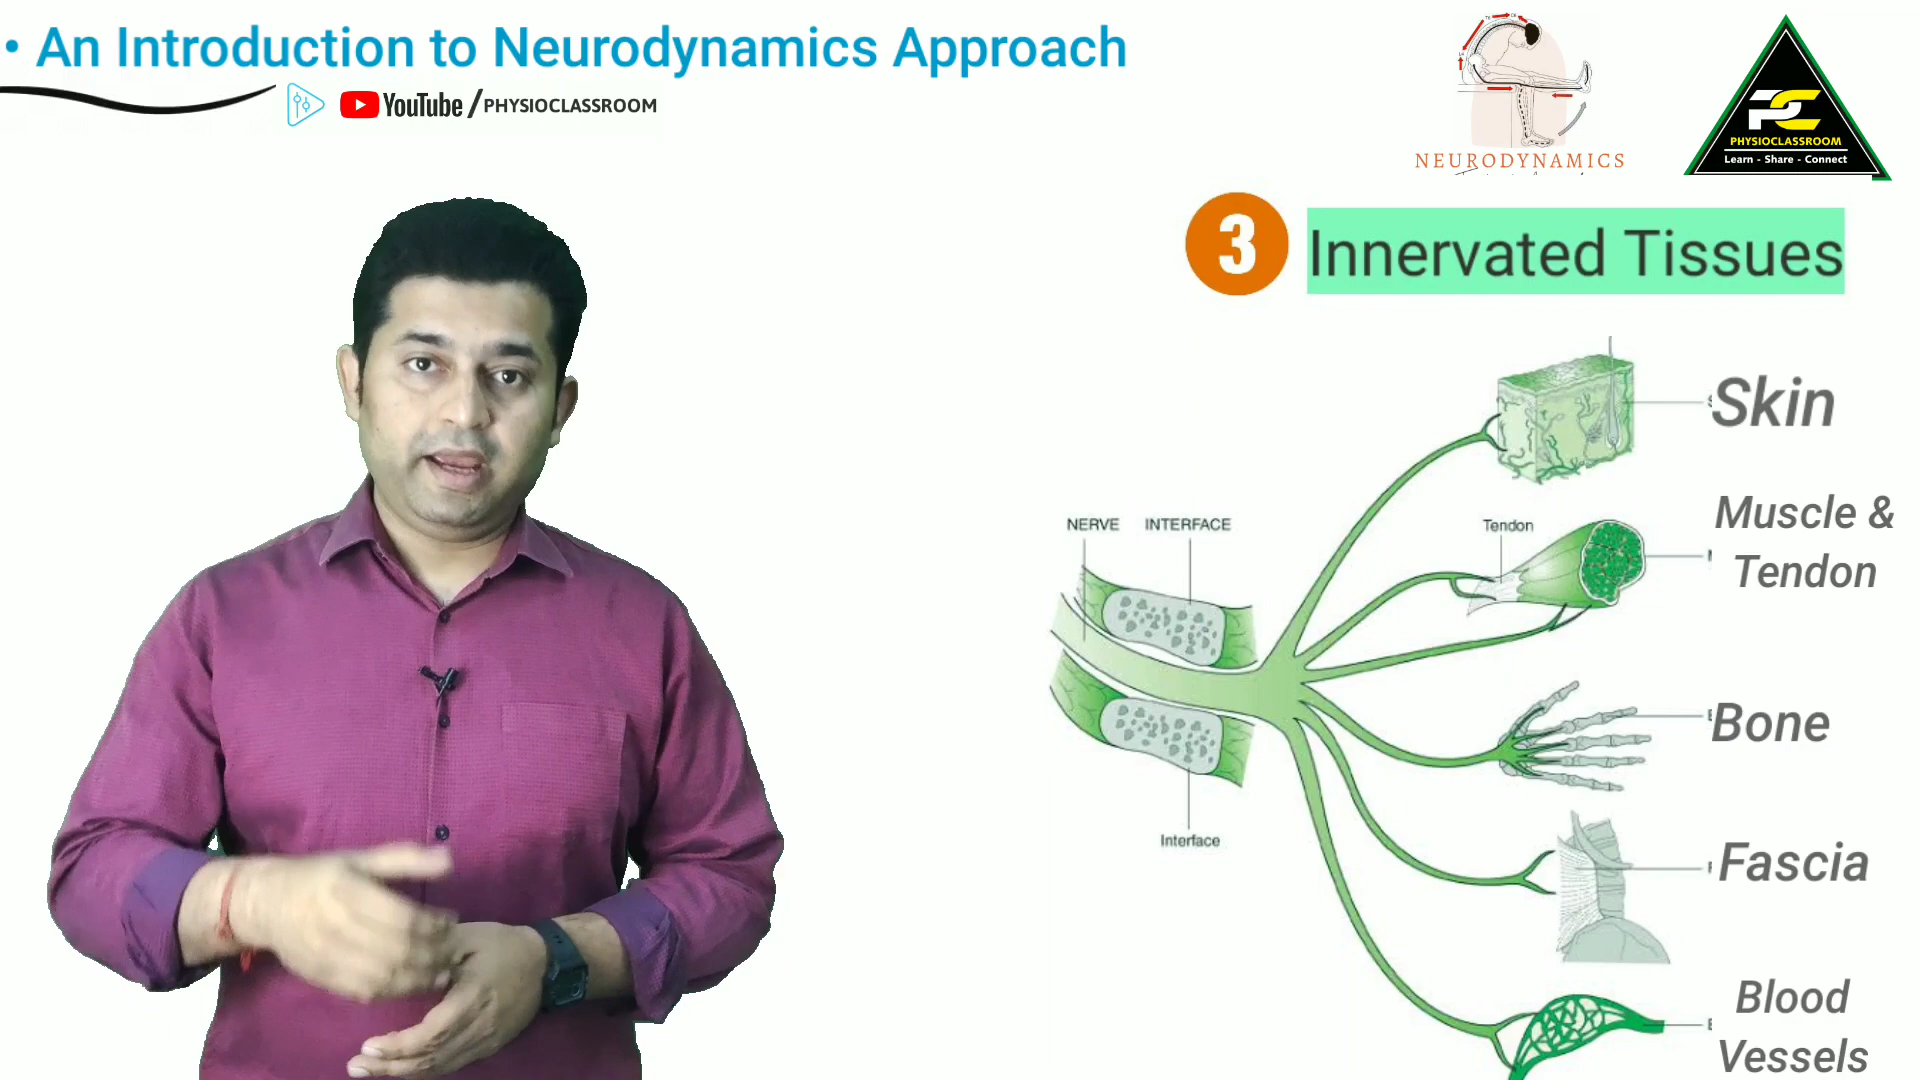 • An Introduction to Neurodynamics Approach
YouTube / PHYSIOCLASSROOM
NEURODYNAMICS
PC
PHYSIOCLASSROOM
Learn - Share - Connect
3 Innervated Tissues
Skin
NERVE INTERFACE
Tendon
Muscle &
Tendon
Bone
Interface
Fascia
Blood
Vessels